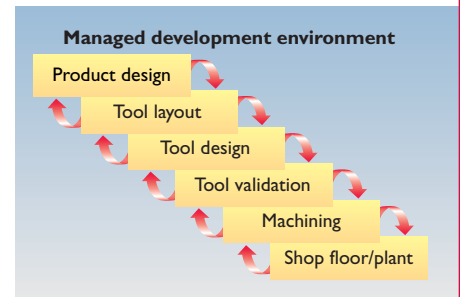 Managed development environment
Product design
Tool layout
Tool design
Tool validation
Machining
Shop floor/plant